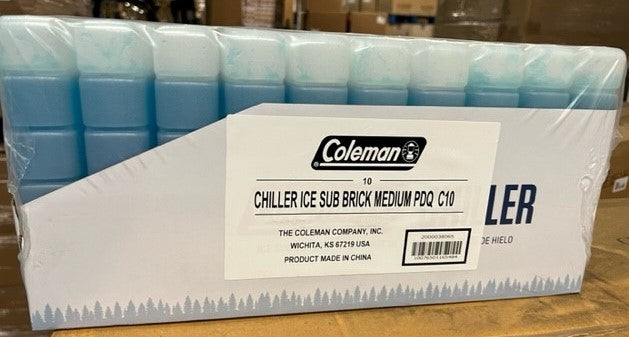 Coleman
10
CHILLER ICE SUB BRICK MEDIUM PDQ C10
THE COLEMAN COMPANY, INC.
WICHITA, KS 67219 USA
PRODUCT MADE IN CHINA
2000038065
LER
DE HIELO